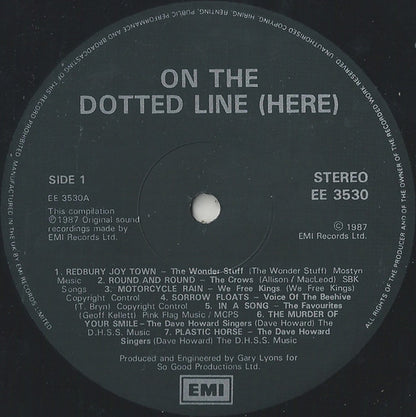 UNAUTHORISED COPYING, HIRING, RENTING, PUBLIC PERFORMANCE AND BROADCASTING OF THIS RECORD PROHIBITED. MANUFACTURED IN THE UK BY EMI RECORDS LIMITED
ALL RIGHTS OF THE PRODUCER AND OF THE OWNER OF THE RECORDED WORK RESERVED
ON THE
DOTTED LINE (HERE)
SIDE 1
EE 3530A
This compilation
℗1987 Original sound
recordings made by
EMI Records Ltd.
STEREO
EE 3530
© 1987
EMI Records Ltd.
1. REDBURY JOY TOWN – The Wonder Stuff (The Wonder Stuff) Mostyn
Music 2. ROUND AND ROUND – The Crows (Allison / MacLeod) SBK
Songs 3. MOTORCYCLE RAIN – We Free Kings (We Free Kings)
Copyright Control 4. SORROW FLOATS – Voice Of The Beehive
(T. Bryn) Copyright Control 5. IN A SONG – The Favourites
(Geoff Kellett) Pink Flag Music / MCPS 6. THE MURDER OF
YOUR SMILE – The Dave Howard Singers (Dave Howard) The
D.H.S.S. Music 7. PLASTIC HORSE – The Dave Howard
Singers (Dave Howard) The D.H.S.S. Music
Produced and Engineered by Gary Lyons for
So Good Productions Ltd.
EMI